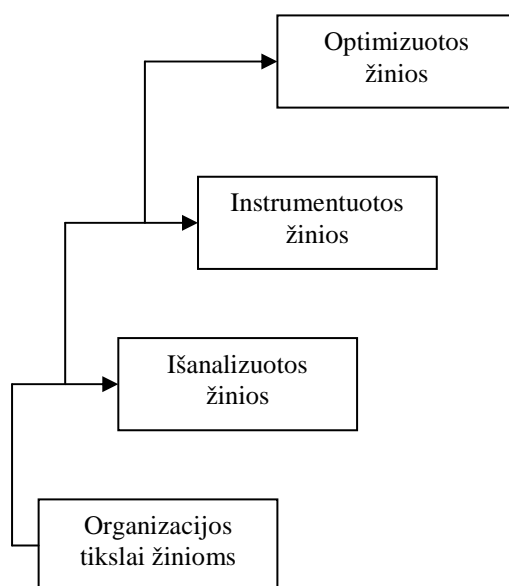 Optimizuotos
žinios
Instrumentuotos
žinios
Išanalizuotos
žinios
Organizacijos
tikslai žinioms